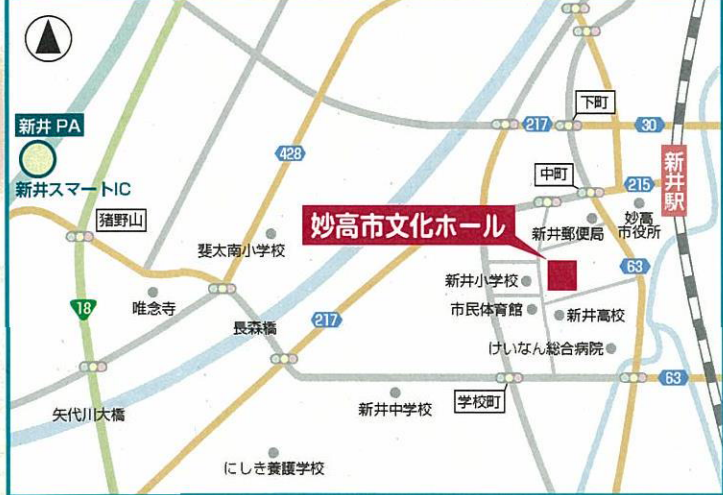 下町
新井 PA
217
30
428
新井駅
中町
新井スマートIC
215
猪野山
妙高市文化ホール
新井郵便局
妙高
市役所
斐太南小学校
63
新井小学校
18
唯念寺
217
市民体育館
新井高校
長森橋
けいなん総合病院
63
新井中学校
学校町
矢代川大橋
にしき養護学校